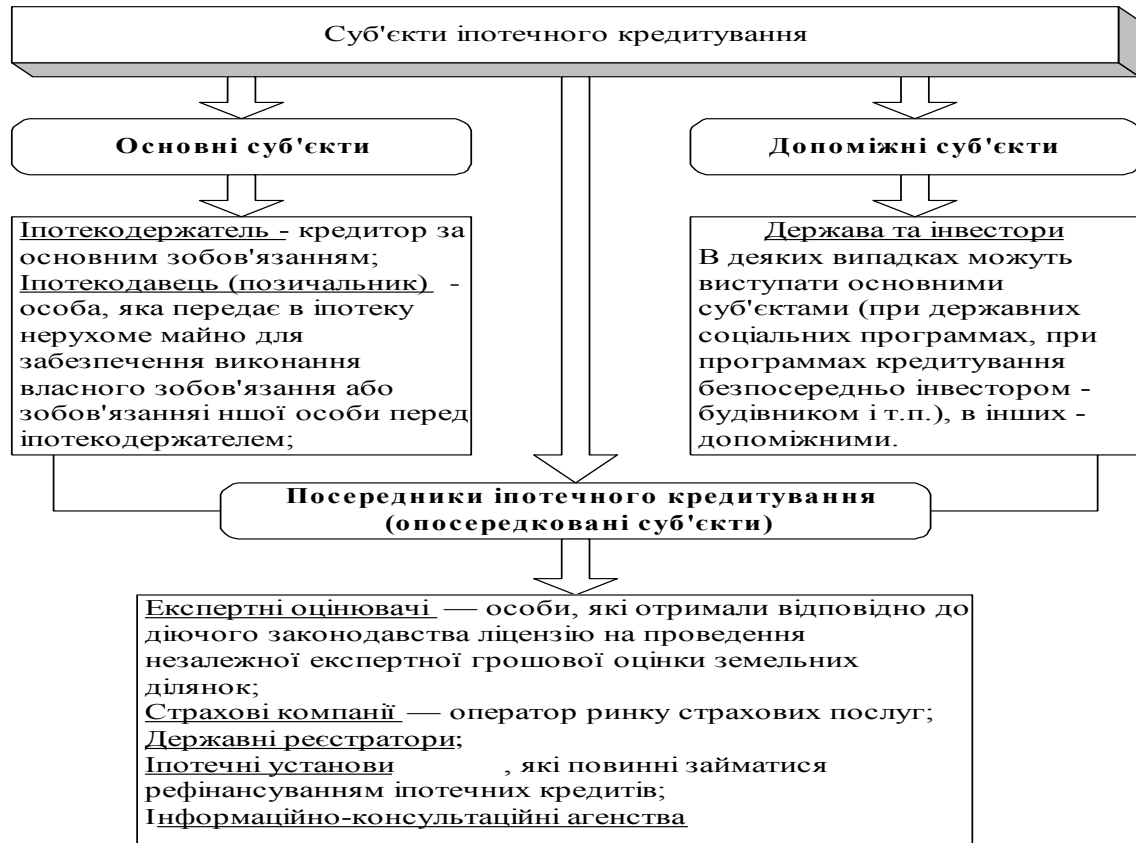 Суб'єкти іпотечного кредитування
Основні суб'єкти
Іпотекодержатель - кредитор за
основним зобов'язанням;
Іпотекодавець (позичальник) -
особа, яка передає в іпотеку
нерухоме майно для
забезпечення виконання
власного зобов'язання або
зобов'язанняі ншої особи перед
іпотекодержателем;
Допоміжні суб'єкти
Держава та інвестори
В деяких випадках можуть
виступати основними
суб'єктами (при державних
соціальних программах, при
программах кредитування
безпосередньо інвестором -
будівником і т.п.), в інших -
допоміжними.
Посередники іпотечного кредитування
(опосередковані суб'єкти)
Експертні оцінювачі — особи, які отримали відповідно до
діючого законодавства ліцензію на проведення
незалежної експертної грошової оцінки земельних
ділянок;
Страхові компанії — оператор ринку страхових послуг;
Державні реєстратори;
Іпотечні установи , які повинні займатися
рефінансуванням іпотечних кредитів;
Інформаційно-консультаційні агенства